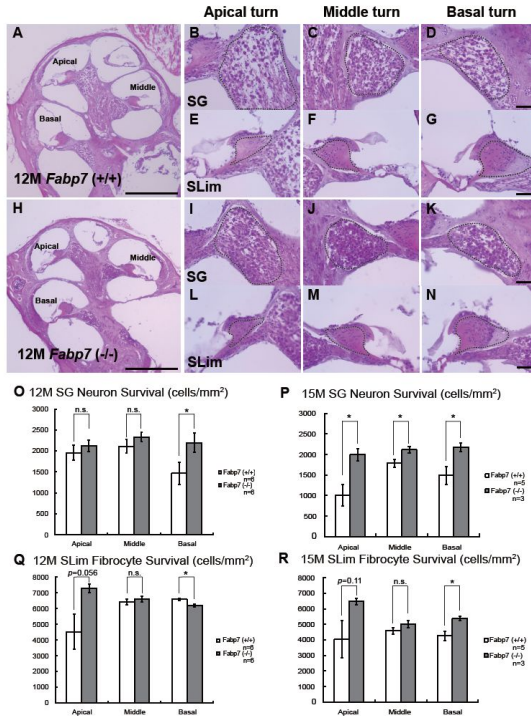 Apical turn Middle turn Basal turn
A B C D
Apical
Middle
Basal
SG
E F G
12M Fabp7 (+/+)
SLim
H I J K
Apical
Middle
Basal
SG
L M N
12M Fabp7 (-/-)
SLim
O 12M SG Neuron Survival (cells/mm²)
n.s. n.s. *
2500
2000
1500
1000
500
0
Apical Middle Basal
Fabp7 (+/+)
n=6
Fabp7 (-/-)
n=6
P 15M SG Neuron Survival (cells/mm²)
* * *
2500
2000
1500
1000
500
0
Apical Middle Basal
Fabp7 (+/+)
n=5
Fabp7 (-/-)
n=3
Q 12M SLim Fibrocyte Survival (cells/mm²)
p=0.056 n.s. *
8000
7000
6000
5000
4000
3000
2000
1000
0
Apical Middle Basal
Fabp7 (+/+)
n=6
Fabp7 (-/-)
n=6
R 15M SLim Fibrocyte Survival (cells/mm²)
p=0.11 n.s. *
8000
7000
6000
5000
4000
3000
2000
1000
0
Apical Middle Basal
Fabp7 (+/+)
n=5
Fabp7 (-/-)
n=3